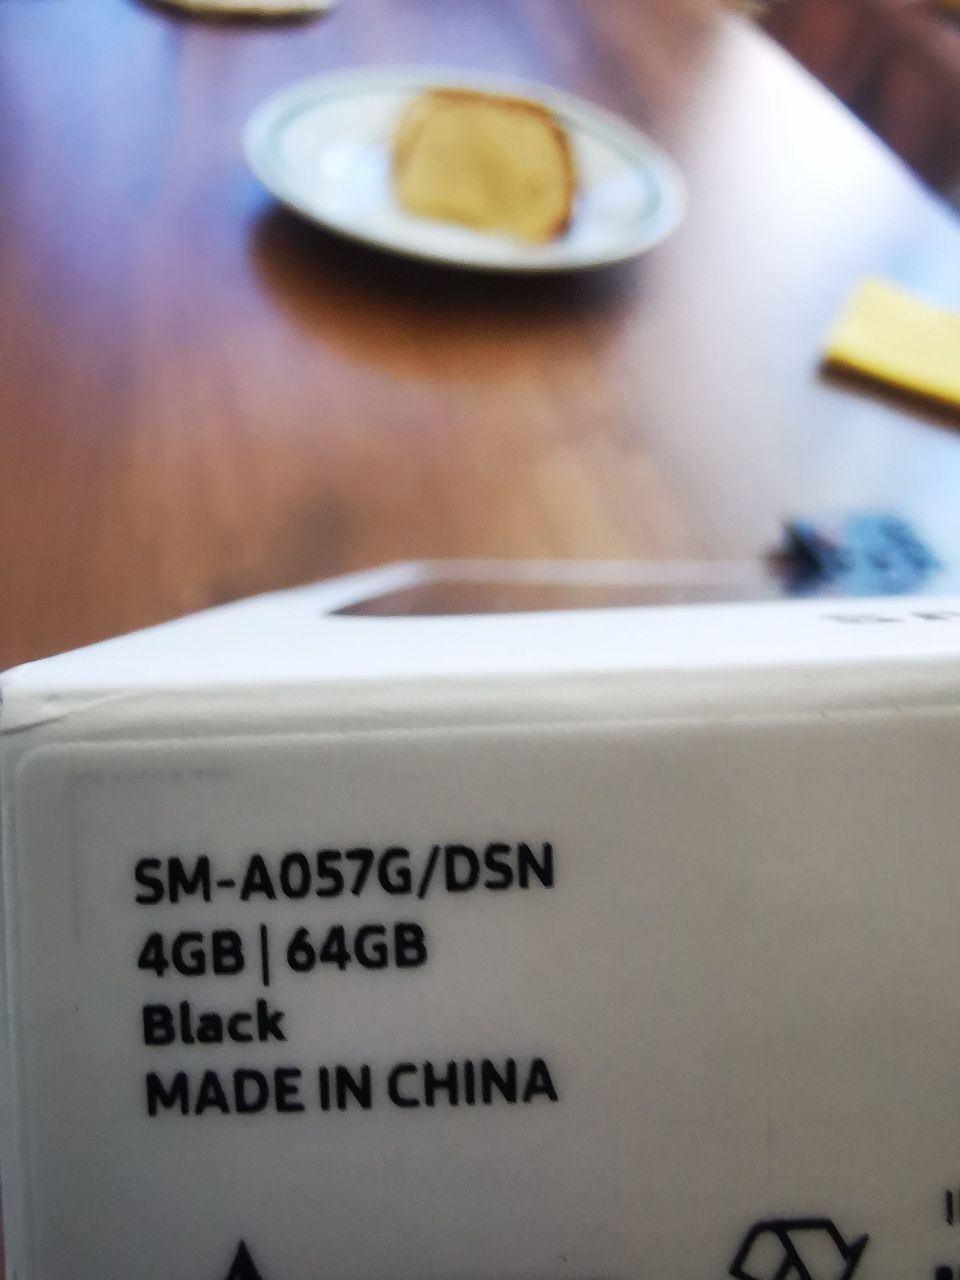 SM-A057G/DSN
4GB | 64GB
Black
MADE IN CHINA